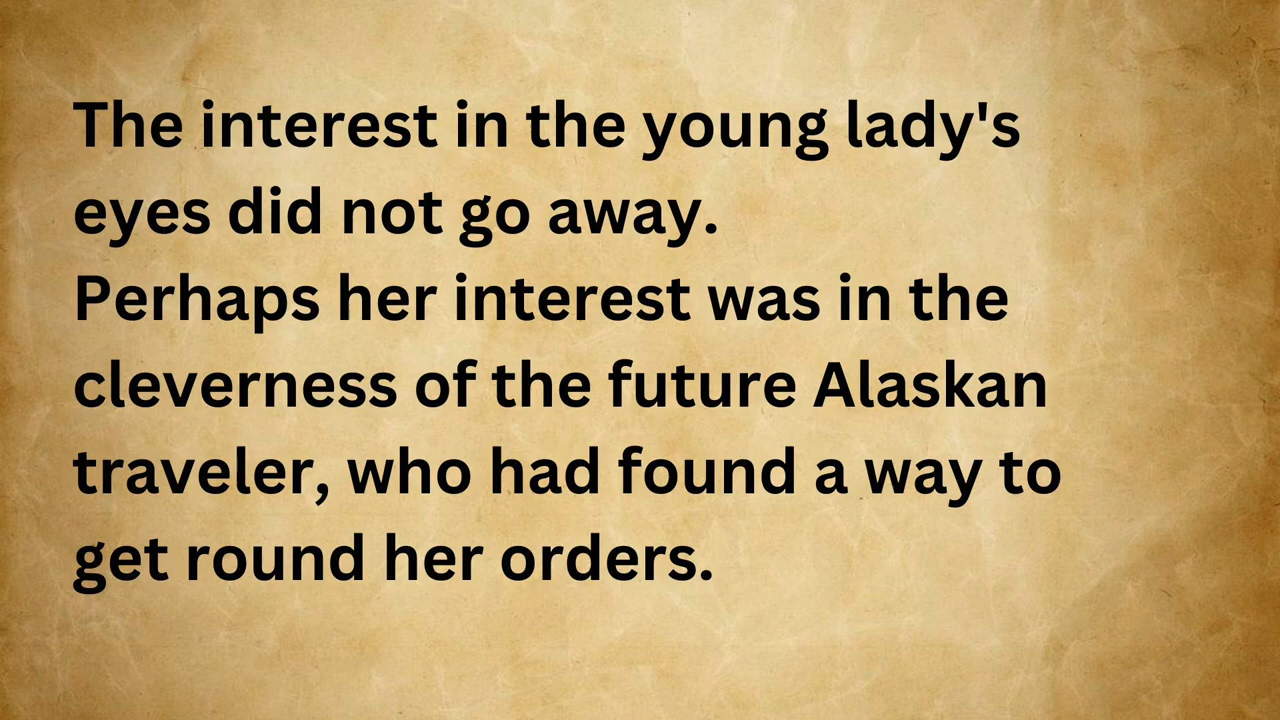 The interest in the young lady's
eyes did not go away.
Perhaps her interest was in the
cleverness of the future Alaskan
traveler, who had found a way to
get round her orders.